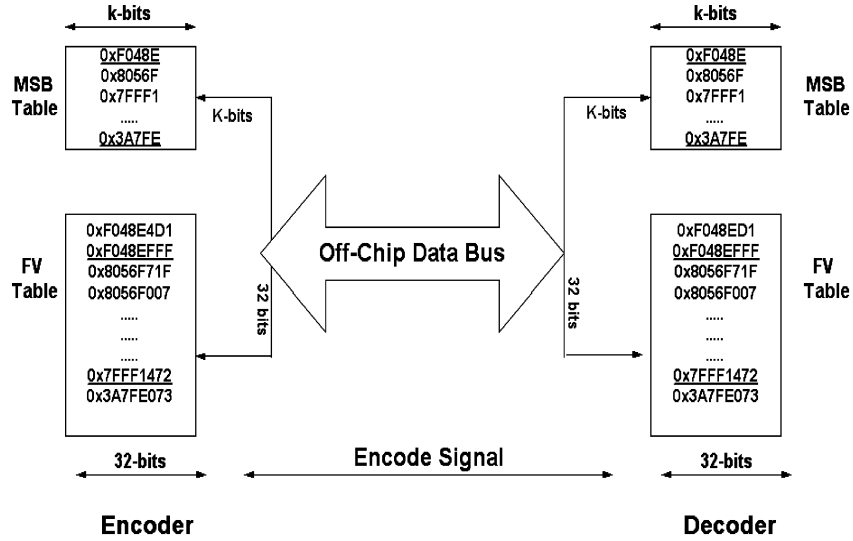 k-bits
MSB
Table
0xF048E
0x8056F
0x7FFF1
.....
0x3A7FE
K-bits
FV
Table
0xF048E4D1
0xF048EFFF
0x8056F71F
0x8056F007
.....
.....
.....
0x7FFF1472
0x3A7FE073
32 bits
32-bits
Encoder
Off-Chip Data Bus
Encode Signal
k-bits
0xF048E
0x8056F
0x7FFF1
.....
0x3A7FE
MSB
Table
K-bits
0xF048ED1
0xF048EFFF
0x8056F71F
0x8056F007
.....
.....
.....
0x7FFF1472
0x3A7FE073
FV
Table
32 bits
32-bits
Decoder